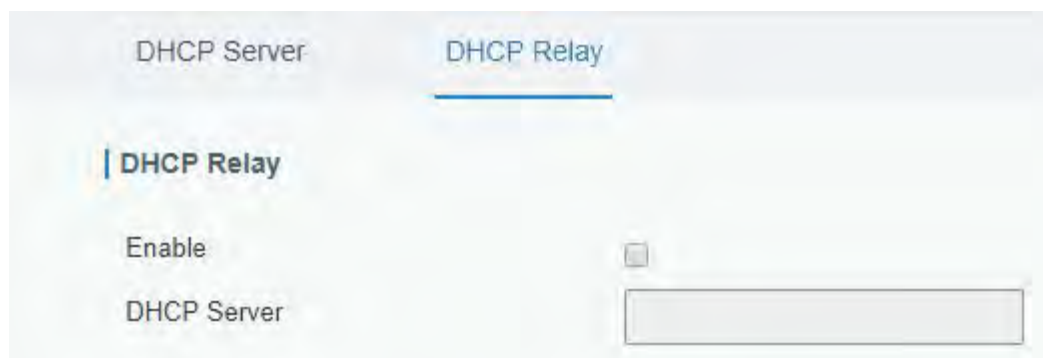 DHCP Server DHCP Relay
DHCP Relay
Enable
DHCP Server